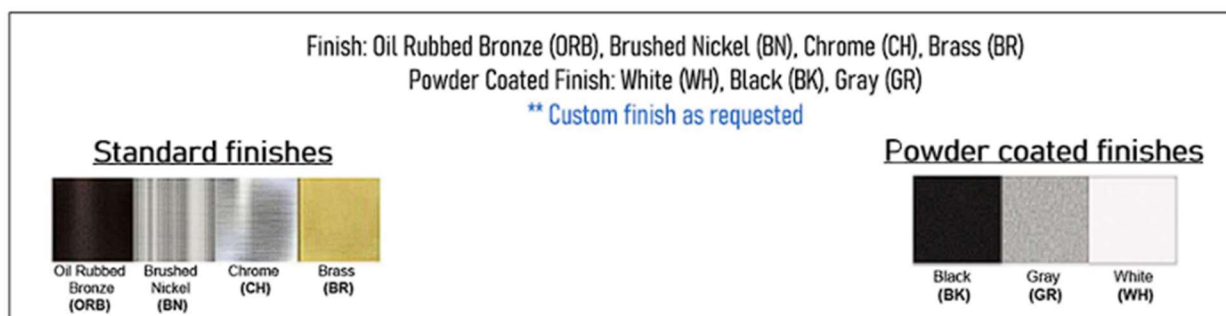 Finish: Oil Rubbed Bronze (ORB), Brushed Nickel (BN), Chrome (CH), Brass (BR)
Powder Coated Finish: White (WH), Black (BK), Gray (GR)
** Custom finish as requested
Standard finishes
Oil Rubbed
Bronze
(ORB)
Brushed
Nickel
(BN)
Chrome
(CH)
Brass
(BR)
Powder coated finishes
Black
(BK)
Gray
(GR)
White
(WH)